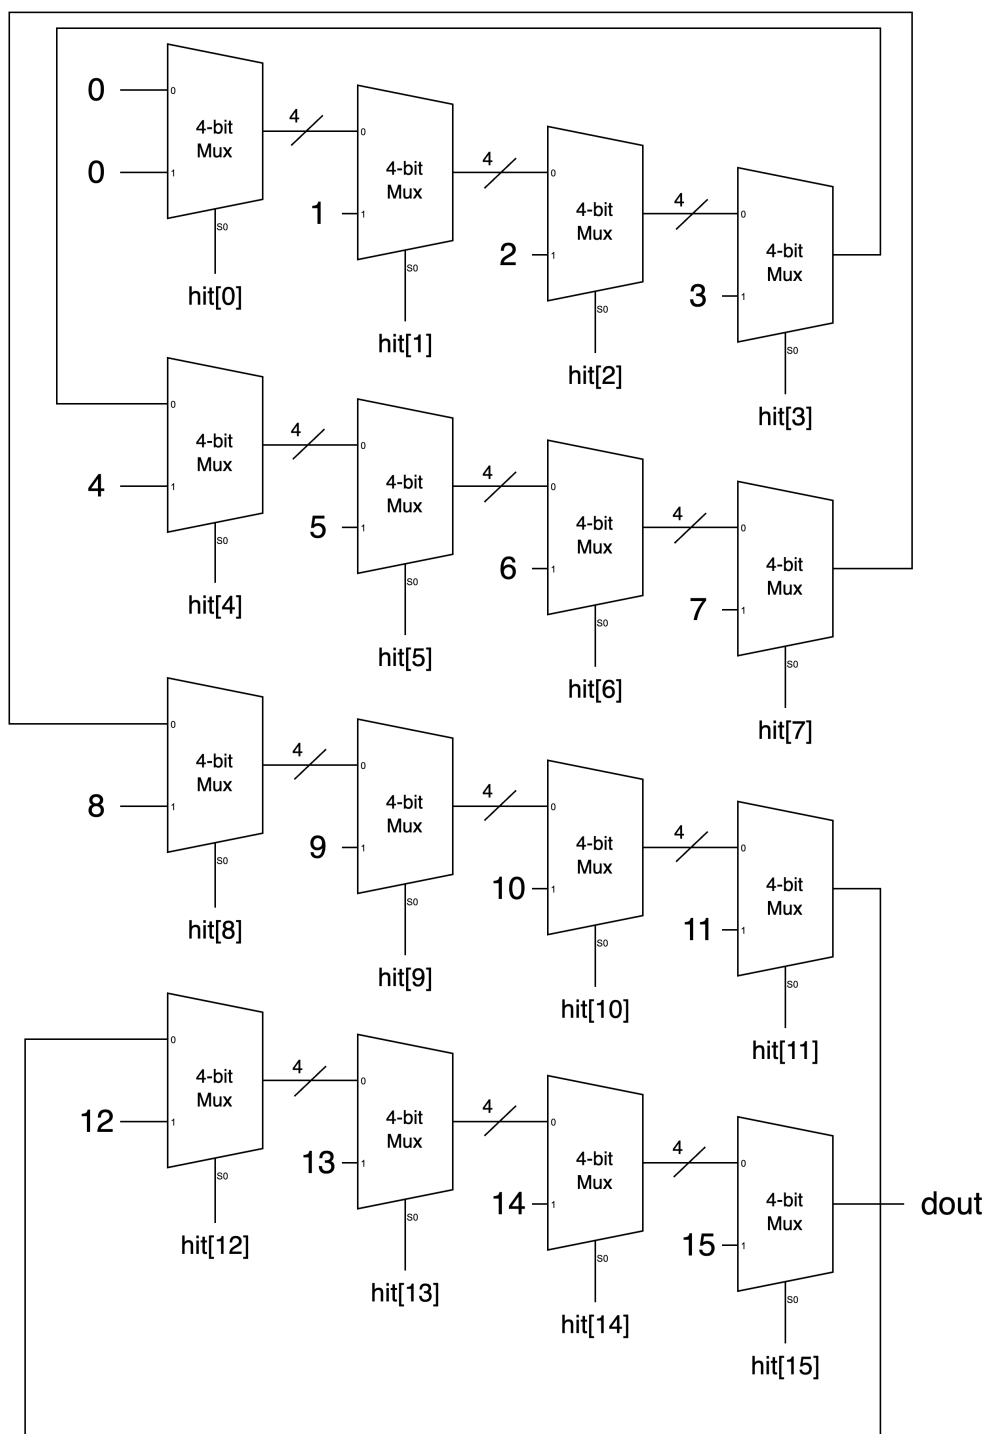 0
0
0
1
4-bit
Mux
S0
hit[0]
4
0
1
1
4-bit
Mux
S0
hit[1]
4
0
2
1
4-bit
Mux
S0
hit[2]
4
0
3
1
4-bit
Mux
S0
hit[3]
0
4
1
4-bit
Mux
S0
hit[4]
4
0
5
1
4-bit
Mux
S0
hit[5]
4
0
6
1
4-bit
Mux
S0
hit[6]
4
0
7
1
4-bit
Mux
S0
hit[7]
0
8
1
4-bit
Mux
S0
hit[8]
4
0
9
1
4-bit
Mux
S0
hit[9]
4
0
10
1
4-bit
Mux
S0
hit[10]
4
0
11
1
4-bit
Mux
S0
hit[11]
0
12
1
4-bit
Mux
S0
hit[12]
4
0
13
1
4-bit
Mux
S0
hit[13]
4
0
14
1
4-bit
Mux
S0
hit[14]
4
0
15
1
4-bit
Mux
S0
hit[15]
dout